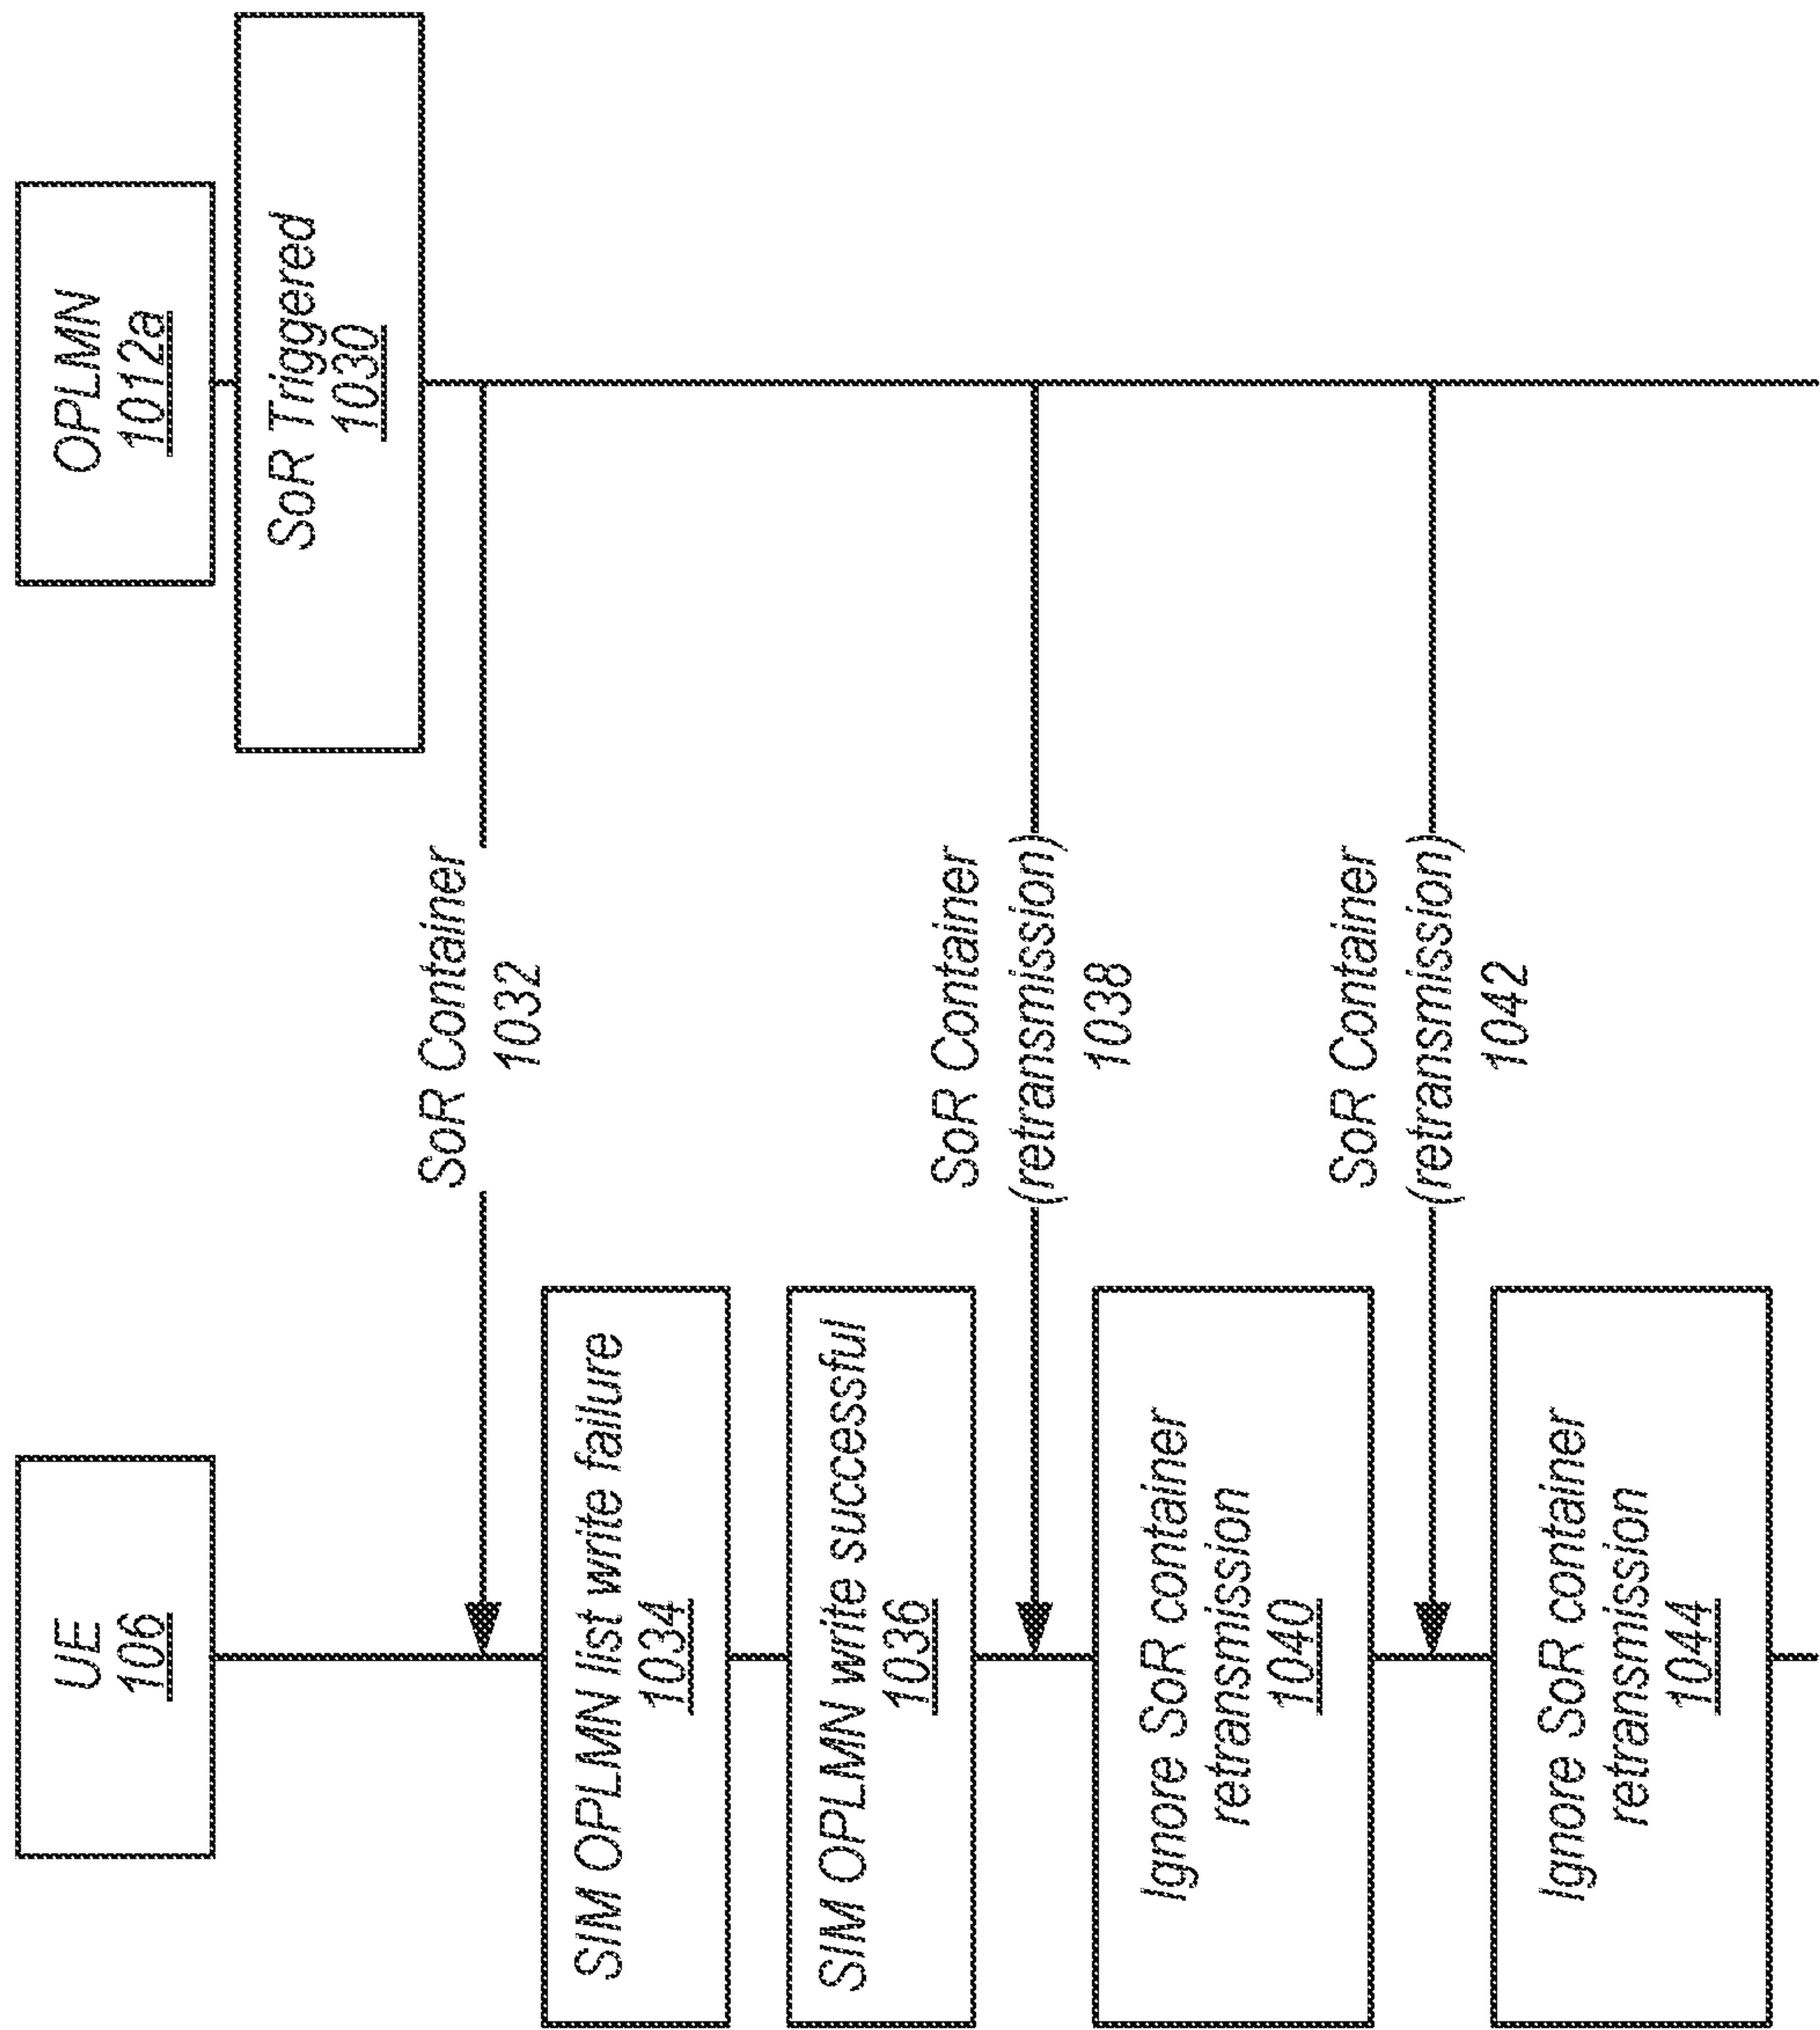 UE
106
OPLMN
1012a
SoR Triggered
1030
SoR Container
1032
SIM OPLMN list write failure
1034
SIM OPLMN write successful
1036
SoR Container
(retransmission)
1038
Ignore SoR container
retransmission
1040
SoR Container
(retransmission)
1042
Ignore SoR container
retransmission
1044